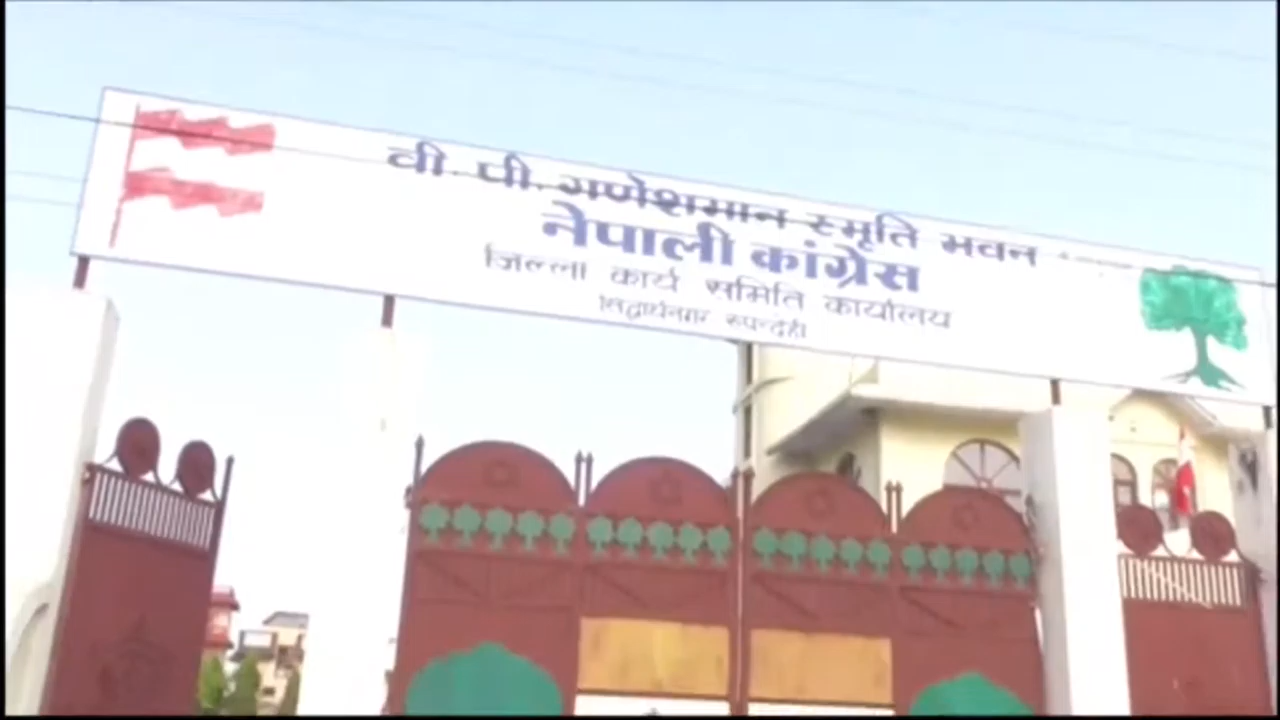 वी. पी. गणेशमान स्मृति भवन
नेपाली कांग्रेस
जिल्ला कार्य समिति कार्यालय
सिद्धार्थनगर रुपन्देही